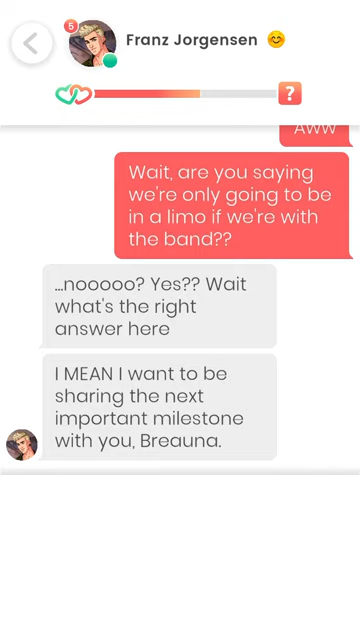 5
Franz Jorgensen 😊
?
AWW
Wait, are you saying
we're only going to be
in a limo if we're with
the band??
...nooooo? Yes?? Wait
what's the right
answer here
I MEAN I want to be
sharing the next
important milestone
with you, Breauna.